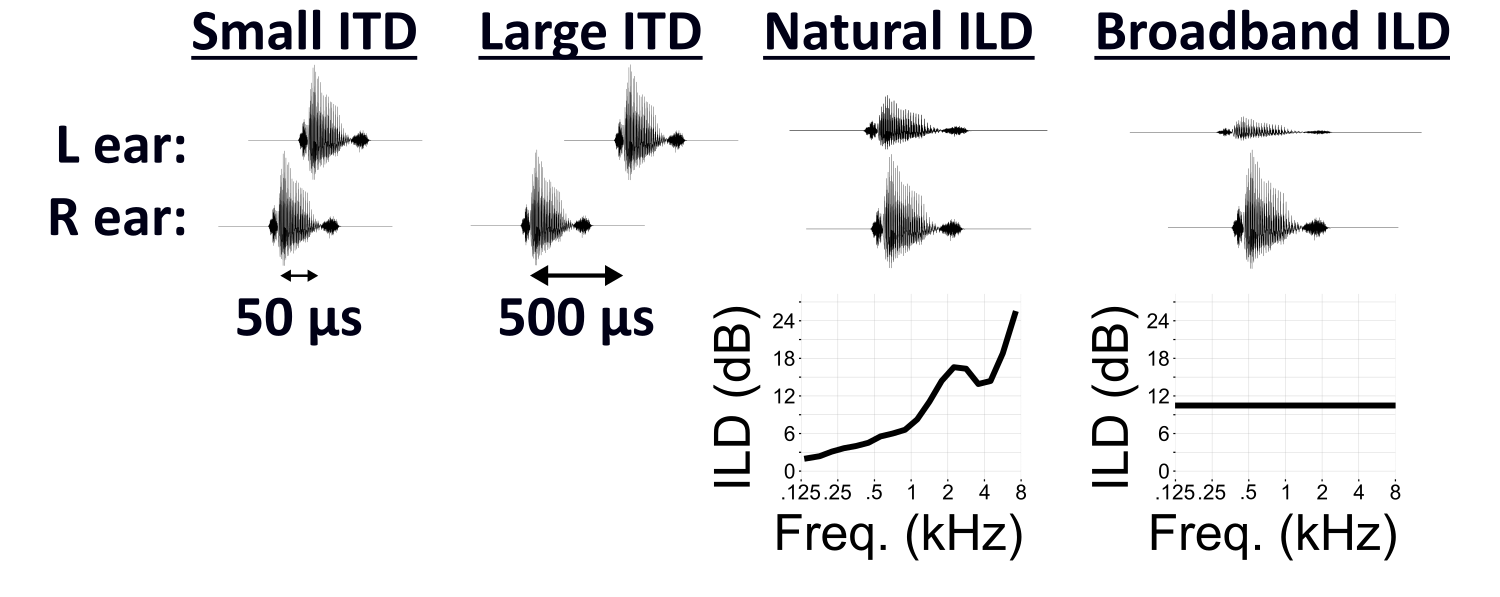 Small ITD Large ITD Natural ILD Broadband ILD
L ear:
R ear:
50 µs 500 µs
ILD (dB)
24
18
12
6
0
.125 .25 .5 1 2 4 8
Freq. (kHz)
ILD (dB)
24
18
12
6
0
.125 .25 .5 1 2 4 8
Freq. (kHz)